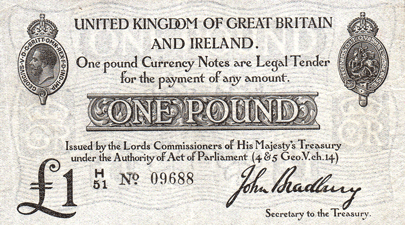 UNITED KINGDOM OF GREAT BRITAIN
AND IRELAND.
One pound Currency Notes are Legal Tender
for the payment of any amount.
ONE POUND
Issued by the Lords Commissioners of His Majesty's Treasury
under the Authority of Act of Parliament (4 & 5 Geo.V. ch.14)
£1
H
51 No 09688
John Bradbury
Secretary to the Treasury.